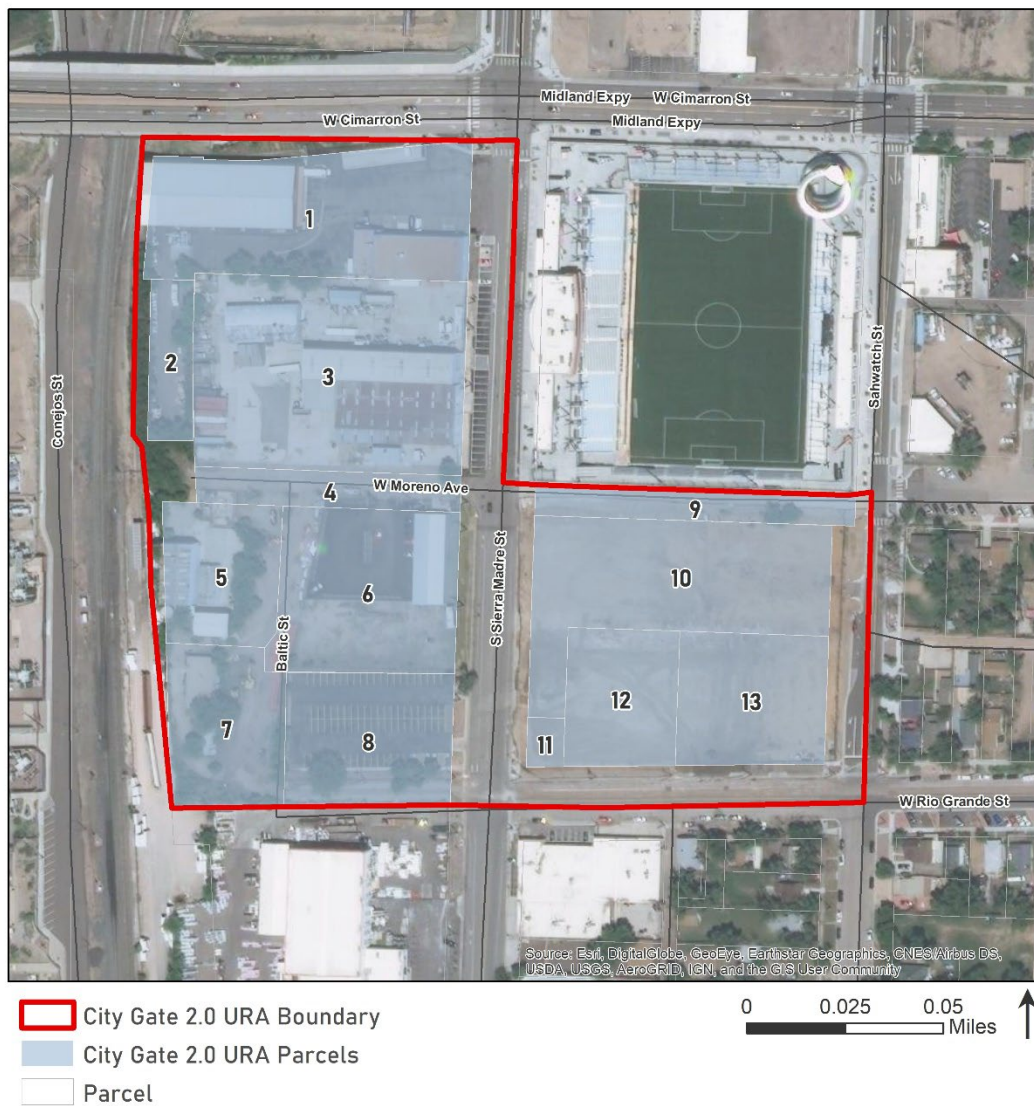 Midland Expy W Cimarron St
W Cimarron St
Midland Expy
1
2
3
Conejos St
Sahwatch St
4
W Moreno Ave
9
S Sierra Madre St
10
5
6
Baltic St
12
13
7
8
11
W Rio Grande St
Source: Esri, DigitalGlobe, GeoEye, Earthstar Geographics, CNES/Airbus DS,
USDA, USGS, AeroGRID, IGN, and the GIS User Community
City Gate 2.0 URA Boundary
City Gate 2.0 URA Parcels
Parcel
0 0.025 0.05
Miles